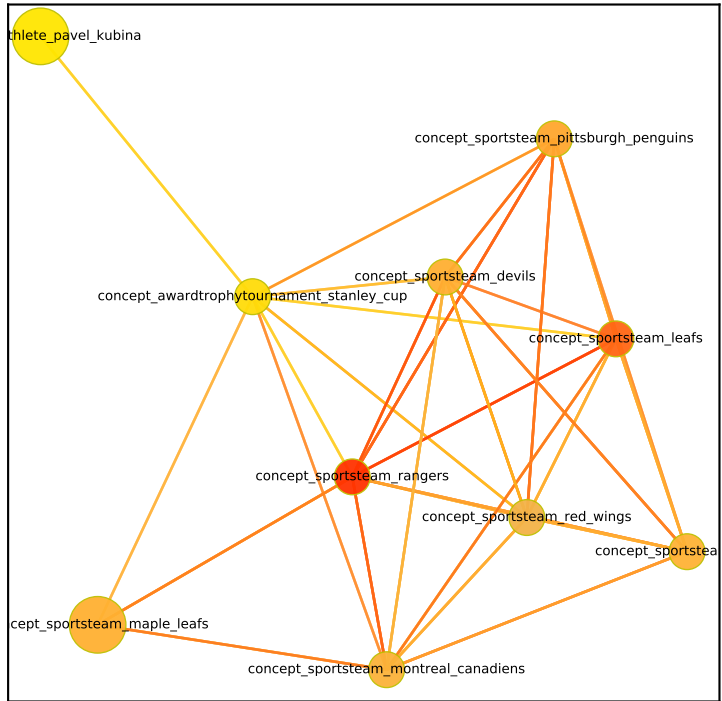 thlete_pavel_kubina
concept_sportsteam_pittsburgh_penguins
concept_sportsteam_devils
concept_awardtrophytournament_stanley_cup
concept_sportsteam_leafs
concept_sportsteam_rangers
concept_sportsteam_red_wings
concept_sportstea
cept_sportsteam_maple_leafs
concept_sportsteam_montreal_canadiens